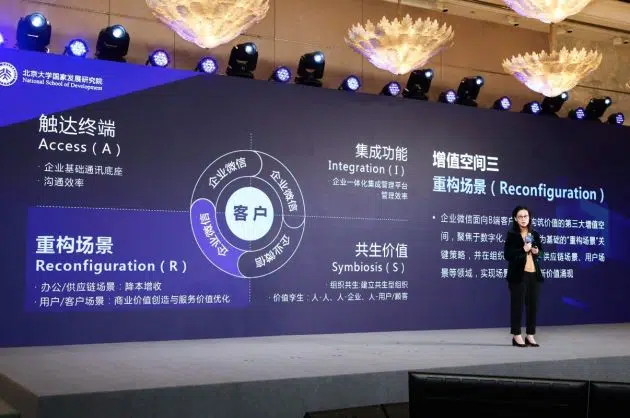 北京大学国家发展研究院
National School of Development
触达终端
Access（A）
· 企业基础通讯底座
· 沟通效率
集成功能
Integration（I）
· 企业一体化集成管理平台
管理效率
企业微信
企业微信
企业微信
企业微信
客户
重构场景
Reconfiguration（R）
· 办公/供应链场景：降本增收
· 用户/客户场景：商业价值创造与服务价值优化
共生价值
Symbiosis（S）
· 组织共生：建立共生型组织
· 价值孪生：人·人、人·企业、人·用户/顾客
增值空间三
重构场景（Reconfiguration）
· 企业微信面向B端客户 构筑价值的第三大增值空
间，聚焦于数字化 为基础的“重构场景”关
键策略，并在组织 供应链场景、用户场
景等领域，实现场景 新价值涌现